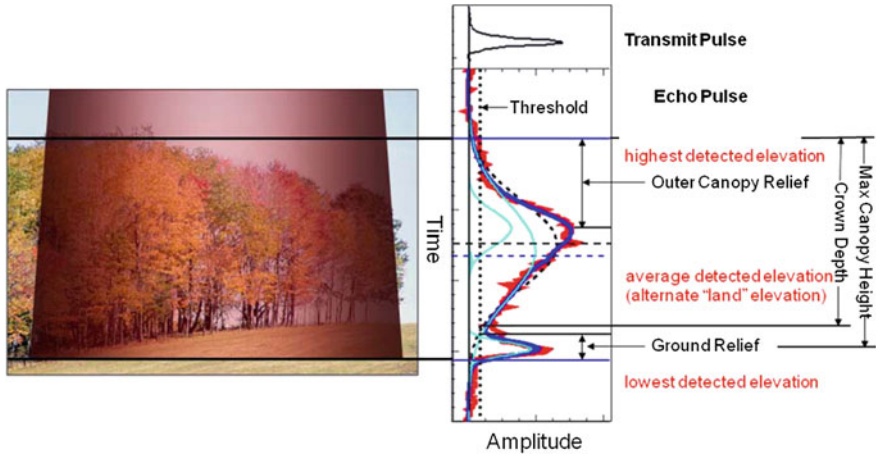 Transmit Pulse
Echo Pulse
Threshold
highest detected elevation
Outer Canopy Relief
Max Canopy Height
Crown Depth
Time
average detected elevation
(alternate “land” elevation)
Ground Relief
lowest detected elevation
Amplitude